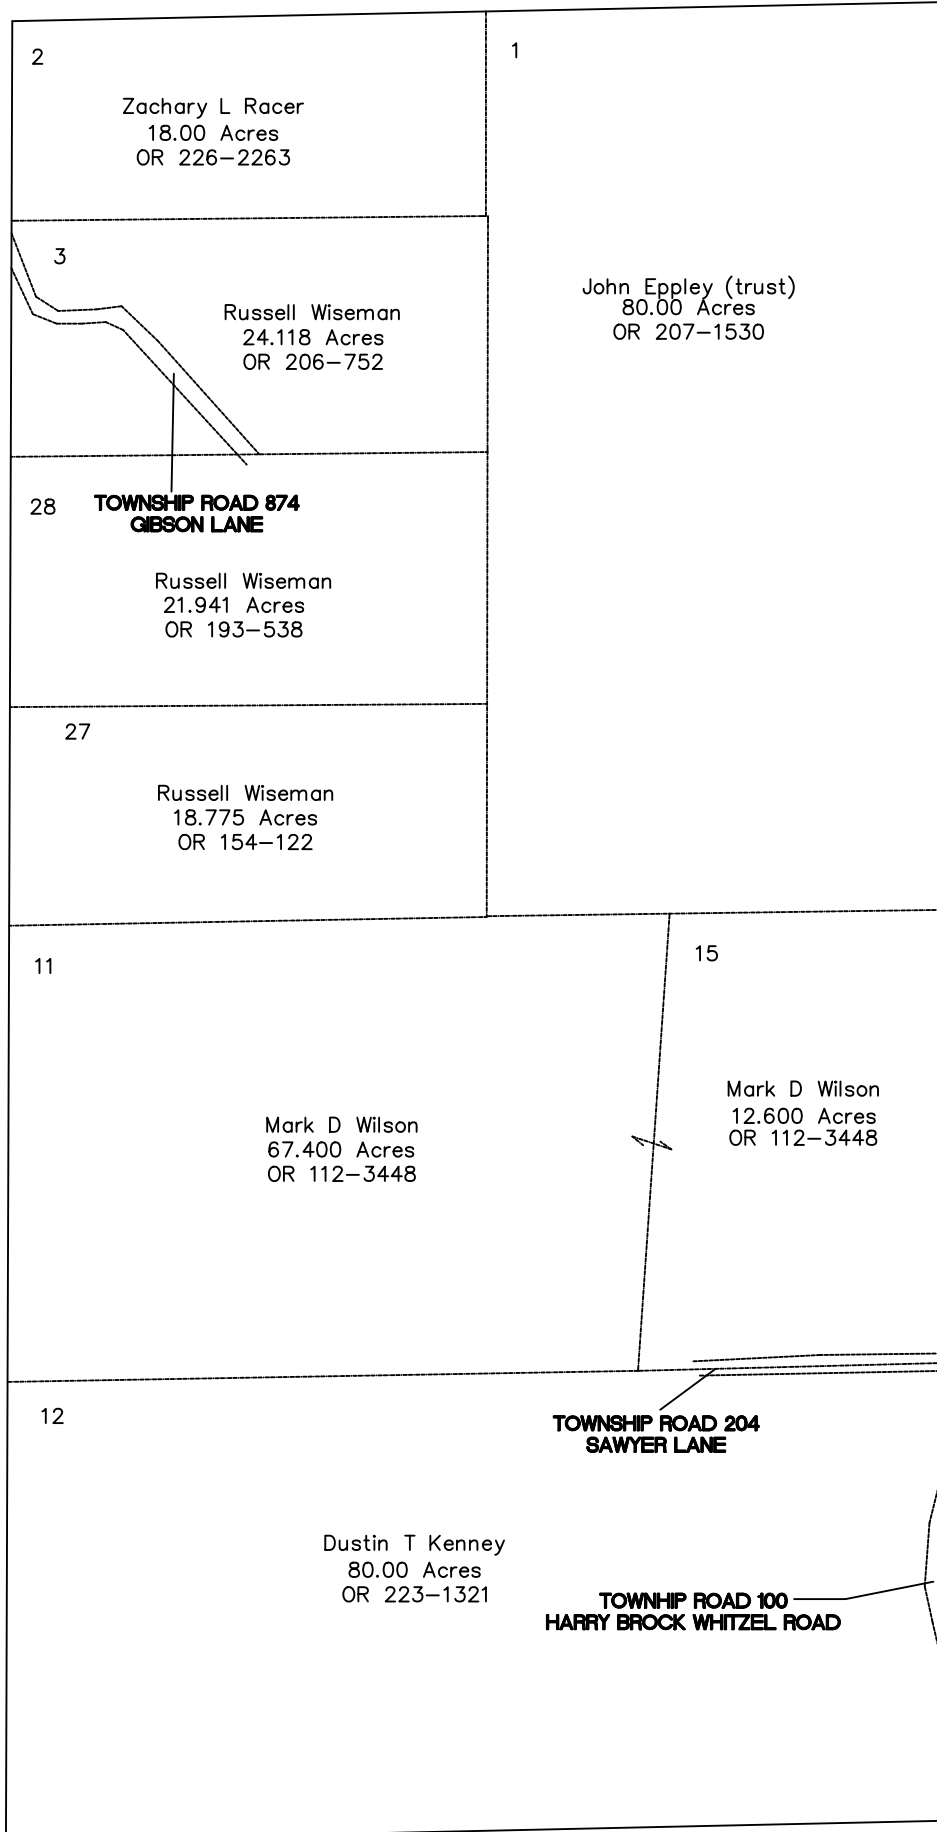 2
Zachary L Racer
18.00 Acres
OR 226-2263
1
John Eppley (trust)
80.00 Acres
OR 207-1530
3
Russell Wiseman
24.118 Acres
OR 206-752
TOWNSHIP ROAD 874
GIBSON LANE
28
Russell Wiseman
21.941 Acres
OR 193-538
27
Russell Wiseman
18.775 Acres
OR 154-122
11
Mark D Wilson
67.400 Acres
OR 112-3448
15
Mark D Wilson
12.600 Acres
OR 112-3448
TOWNSHIP ROAD 204
SAWYER LANE
12
Dustin T Kenney
80.00 Acres
OR 223-1321
TOWNHIP ROAD 100
HARRY BROCK WHITZEL ROAD